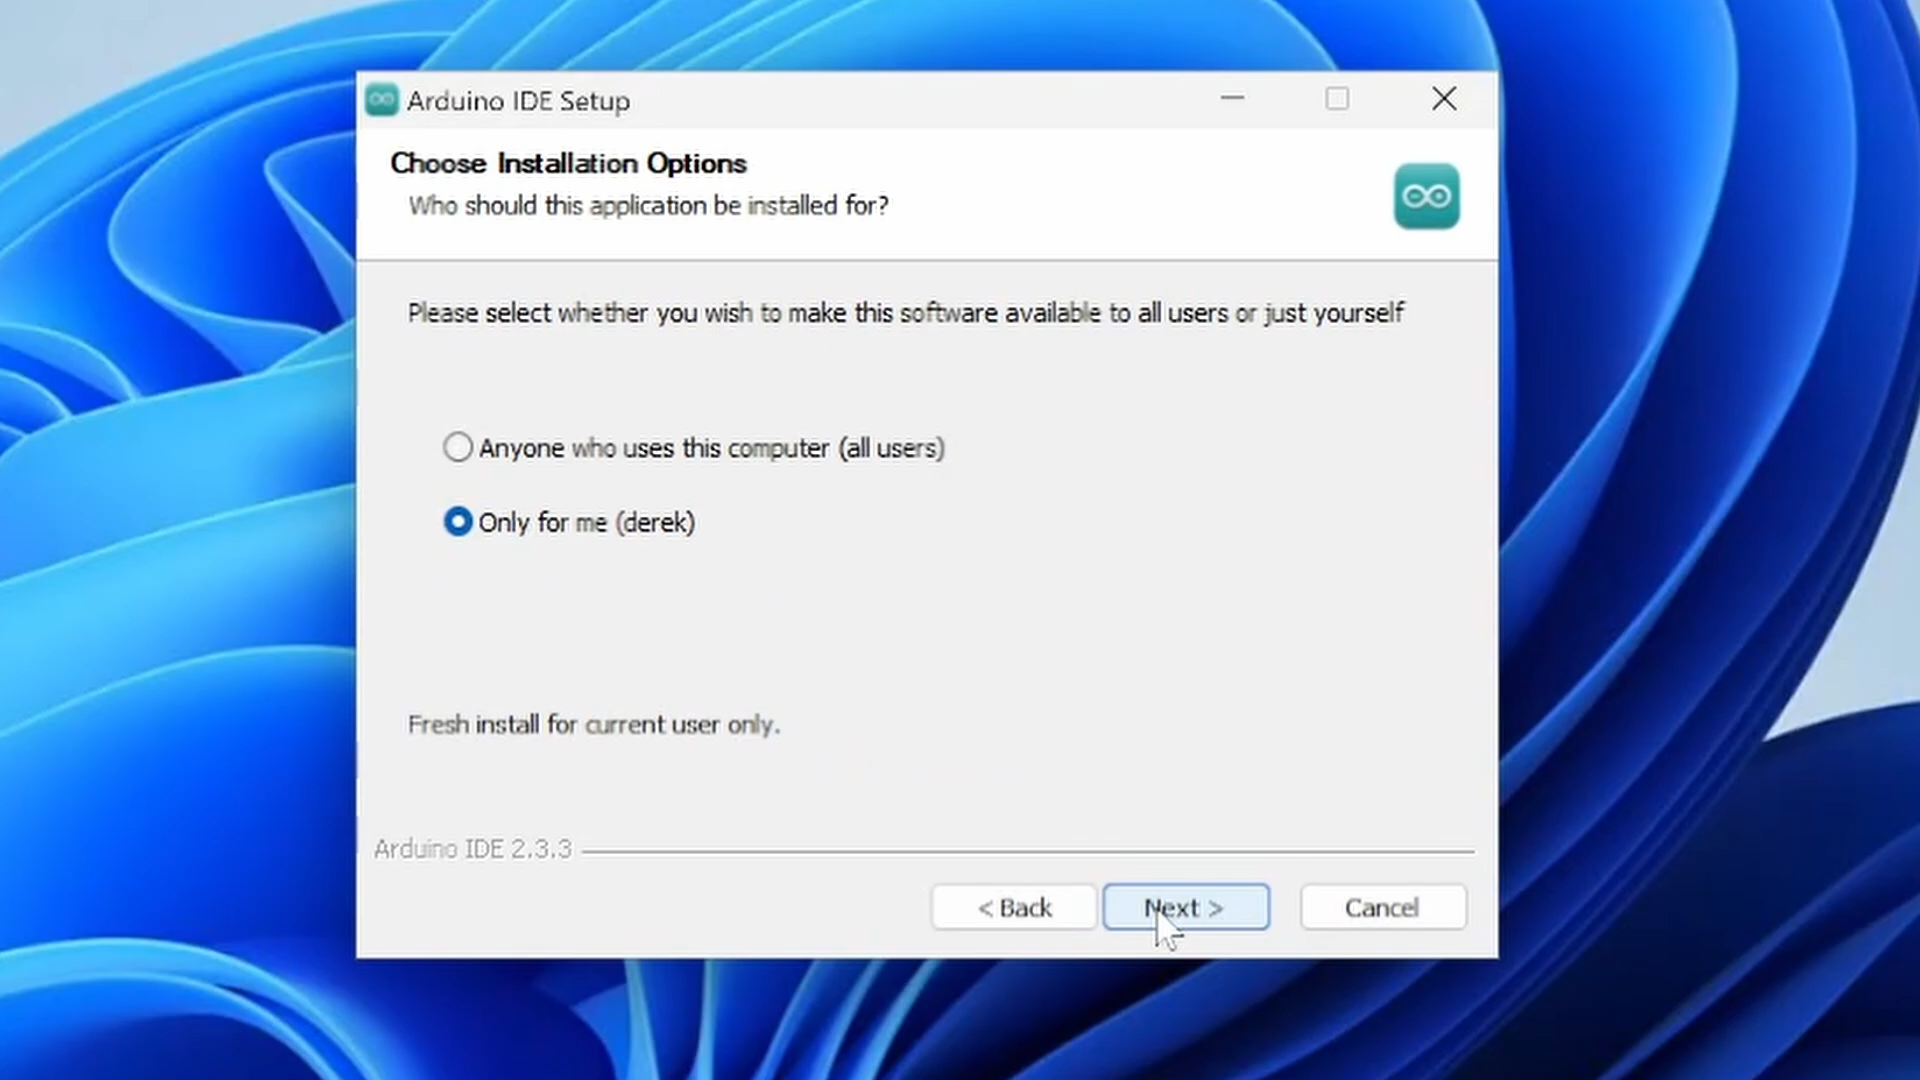 Arduino IDE Setup
Choose Installation Options
Who should this application be installed for?
Please select whether you wish to make this software available to all users or just yourself
Anyone who uses this computer (all users)
Only for me (derek)
Fresh install for current user only.
Arduino IDE 2.3.3
< Back
Next >
Cancel